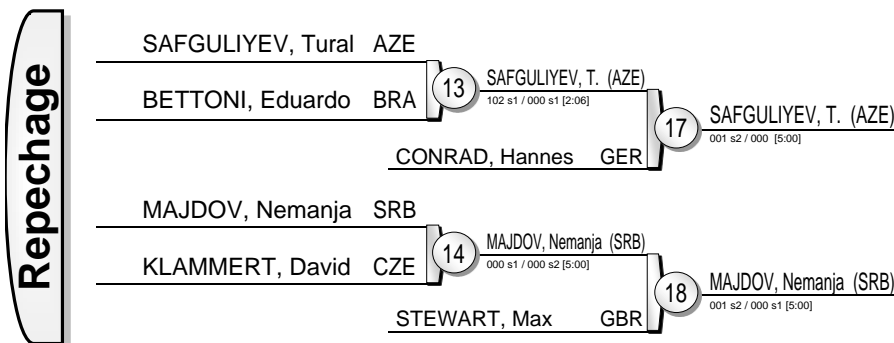 Repechage
SAFGULIYEV, Tural AZE
BETTONI, Eduardo BRA
13
SAFGULIYEV, T. (AZE)
102 s1 / 000 s1 [2:06]
CONRAD, Hannes GER
17
SAFGULIYEV, T. (AZE)
001 s2 / 000 [5:00]
MAJDOV, Nemanja SRB
KLAMMERT, David CZE
14
MAJDOV, Nemanja (SRB)
000 s1 / 000 s2 [5:00]
STEWART, Max GBR
18
MAJDOV, Nemanja (SRB)
001 s2 / 000 s1 [5:00]